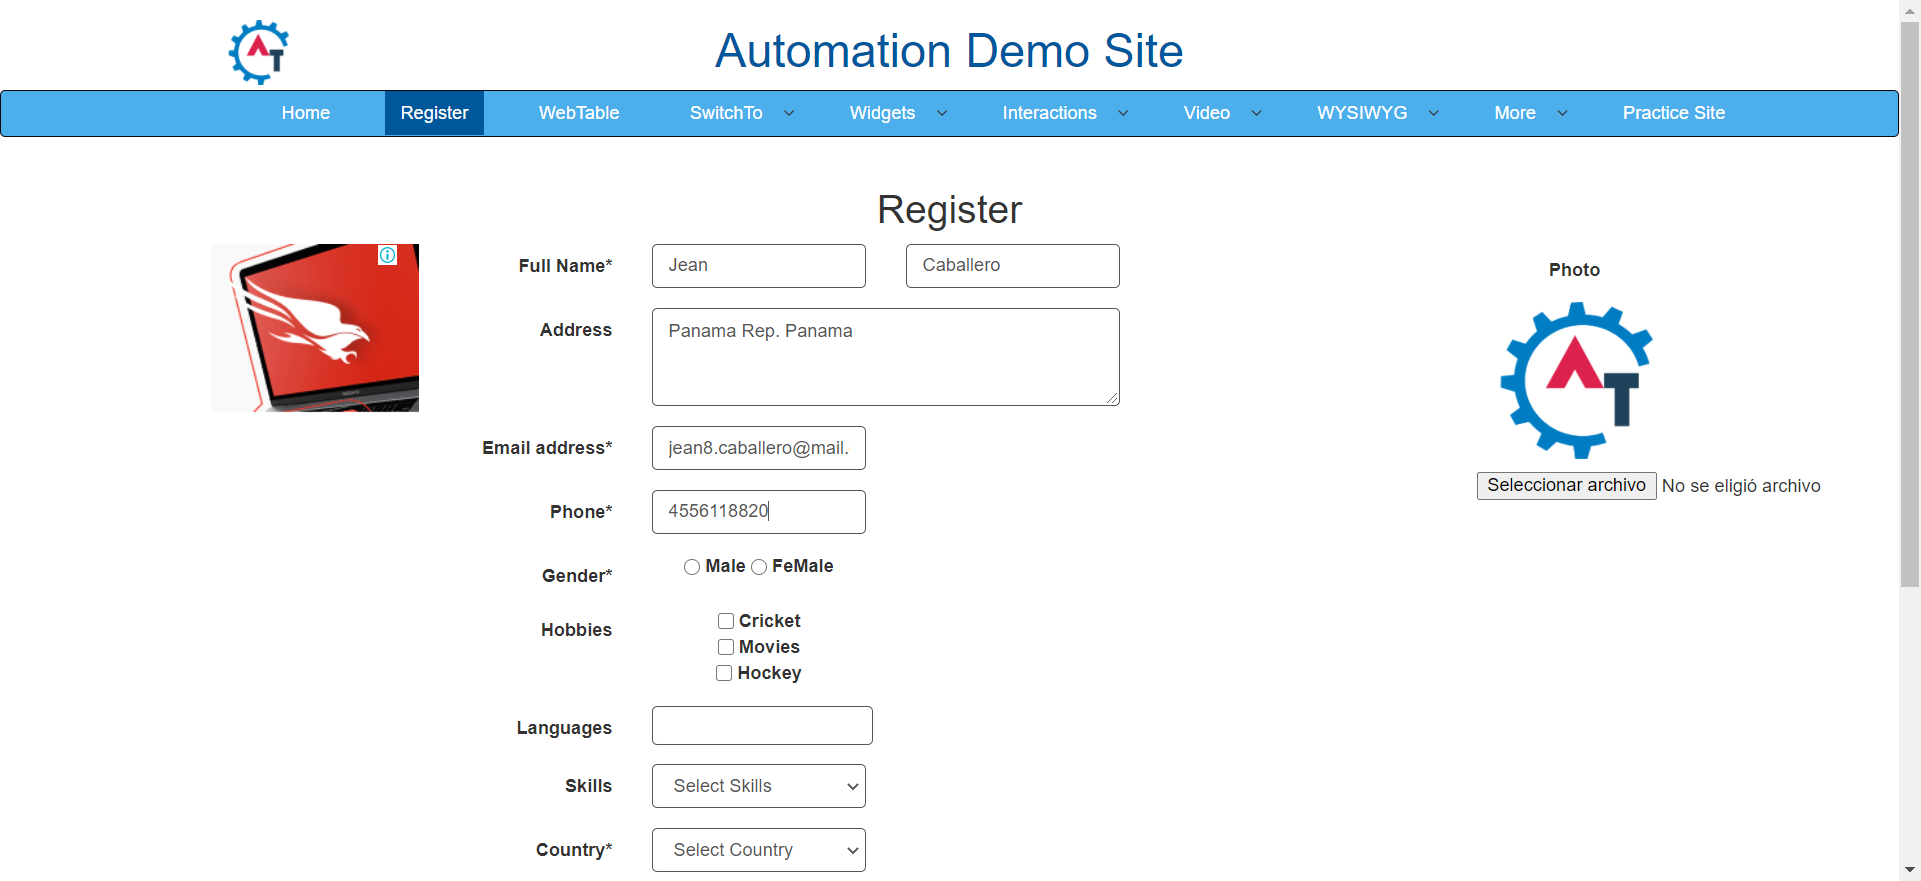 Automation Demo Site
Home Register WebTable SwitchTo Widgets Interactions Video WYSIWYG More Practice Site
Register
Full Name* Jean Caballero
Photo
Address Panama Rep. Panama
AT
Email address* jean8.caballero@mail.
Seleccionar archivo No se eligió archivo
Phone* 4556118820
Gender* Male FeMale
Hobbies Cricket
Movies
Hockey
Languages
Skills Select Skills
Country* Select Country